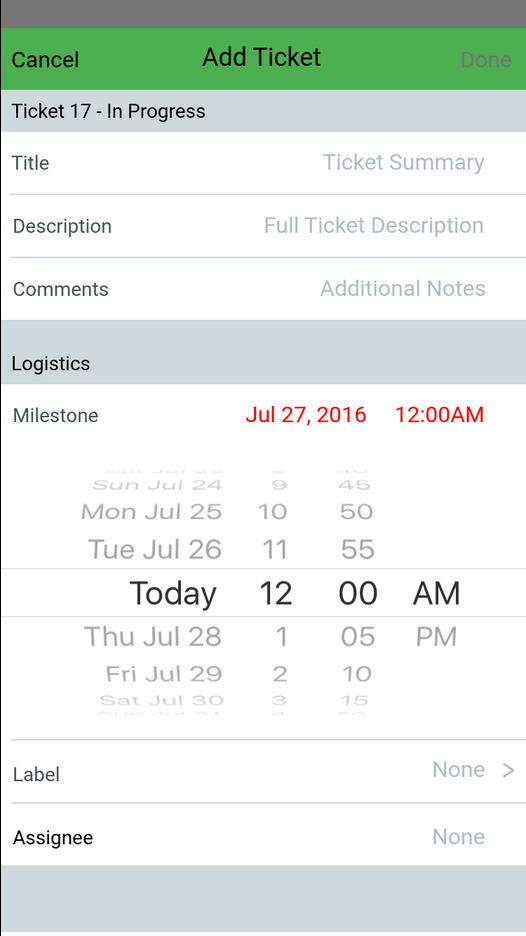 Cancel Add Ticket Done
Ticket 17 - In Progress
Title Ticket Summary
Description Full Ticket Description
Comments Additional Notes
Logistics
Milestone Jul 27, 2016 12:00AM
Sun Jul 24 9 45
Mon Jul 25 10 50
Tue Jul 26 11 55
Today 12 00 AM
Thu Jul 28 1 05 PM
Fri Jul 29 2 10
Sat Jul 30 3 15
Label None >
Assignee None